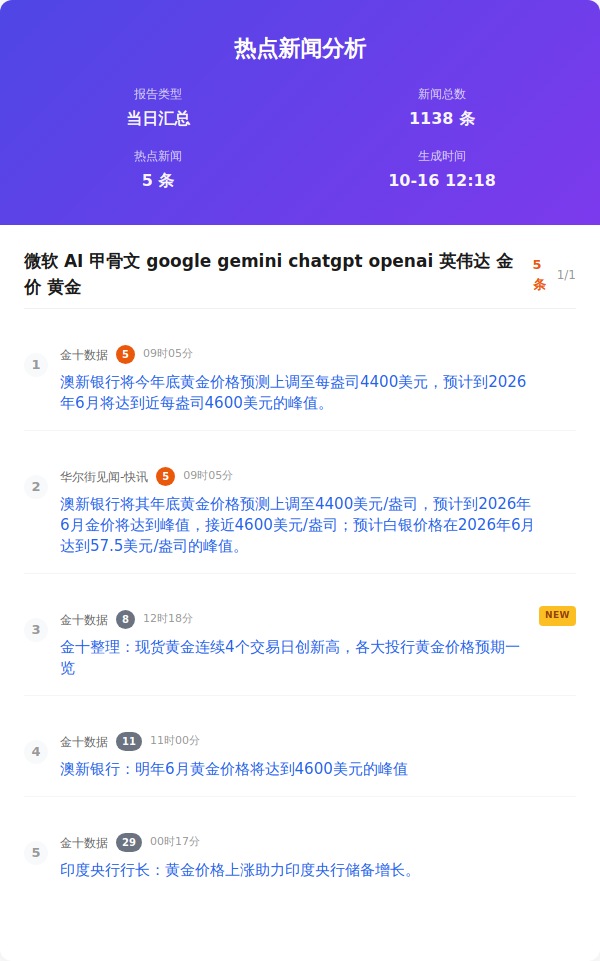 热点新闻分析
报告类型
当日汇总
新闻总数
1138 条
热点新闻
5 条
生成时间
10-16 12:18
微软 AI 甲骨文 google gemini chatgpt openai 英伟达 金
价 黄金
5
条
1/1
1
金十数据 5 09时05分
澳新银行将今年底黄金价格预测上调至每盎司4400美元，预计到2026
年6月将达到近每盎司4600美元的峰值。
2
华尔街见闻-快讯 5 09时05分
澳新银行将其年底黄金价格预测上调至4400美元/盎司，预计到2026年
6月金价将达到峰值，接近4600美元/盎司；预计白银价格在2026年6月
达到57.5美元/盎司的峰值。
3
金十数据 8 12时18分
NEW
金十整理：现货黄金连续4个交易日创新高，各大投行黄金价格预期一
览
4
金十数据 11 11时00分
澳新银行：明年6月黄金价格将达到4600美元的峰值
5
金十数据 29 00时17分
印度央行行长：黄金价格上涨助力印度央行储备增长。